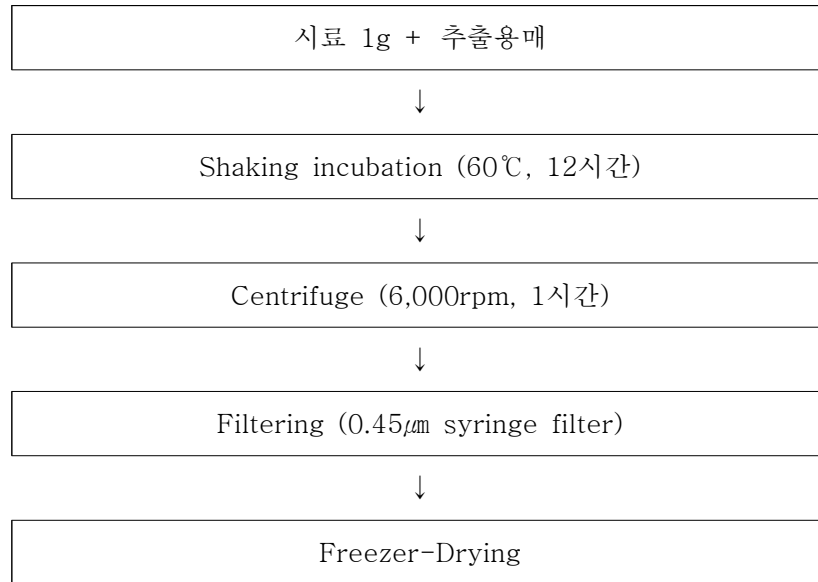 시료 1g + 추출용매
↓
Shaking incubation (60℃, 12시간)
↓
Centrifuge (6,000rpm, 1시간)
↓
Filtering (0.45㎛ syringe filter)
↓
Freezer-Drying